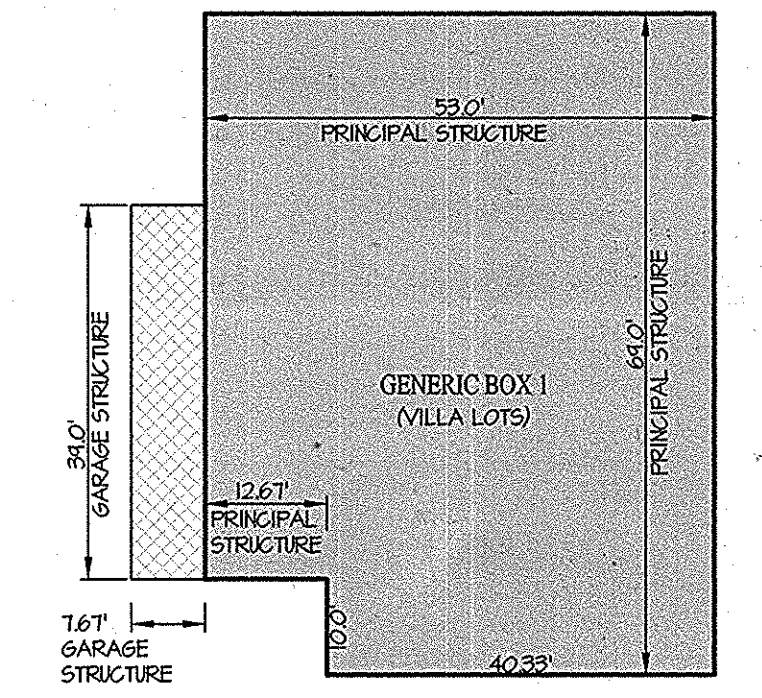 53.0'
PRINCIPAL STRUCTURE
39.0'
GARAGE STRUCTURE
69.0'
PRINCIPAL STRUCTURE
GENERIC BOX 1
(VILLA LOTS)
12.67'
PRINCIPAL
STRUCTURE
7.67'
GARAGE
STRUCTURE
10.0'
40.33'